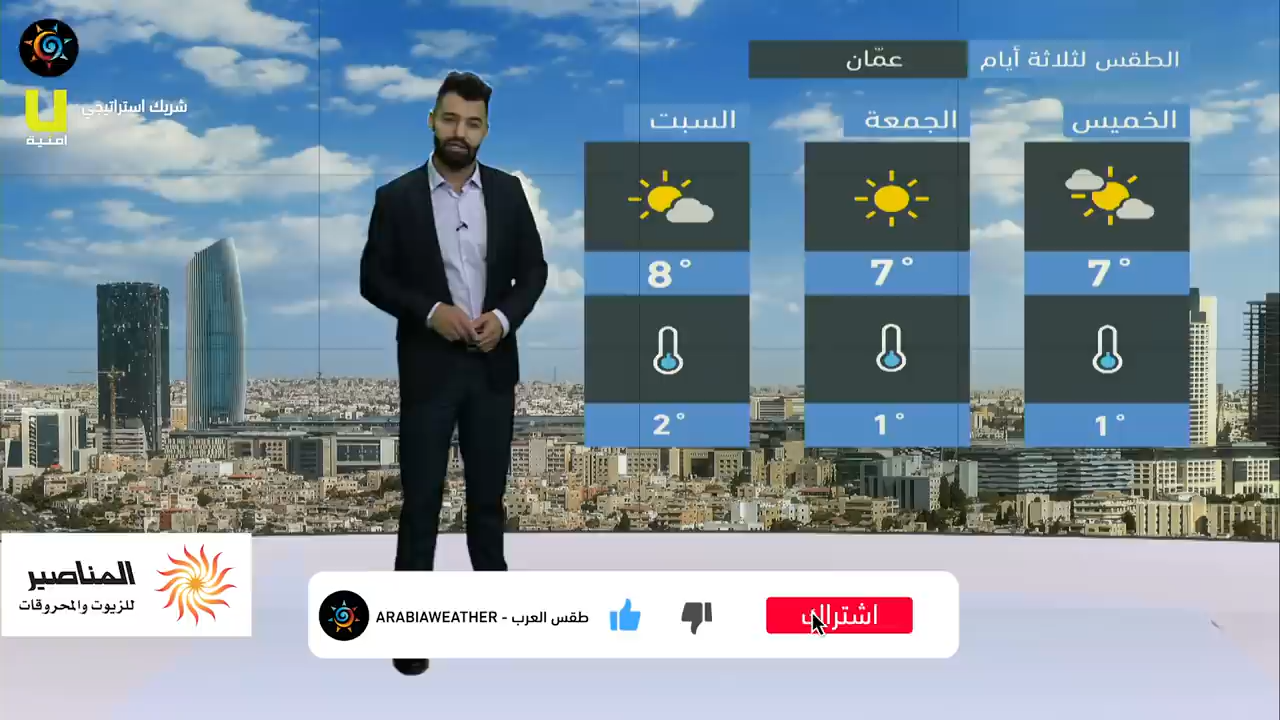 شريك استراتيجي
أمنية
الطقس لثلاثة أيام
عمّان
الخميس
الجمعة
السبت
7°
7°
8°
1°
1°
2°
المناصير
للزيوت والمحروقات
طقس العرب - ARABIAWEATHER
اشتراك